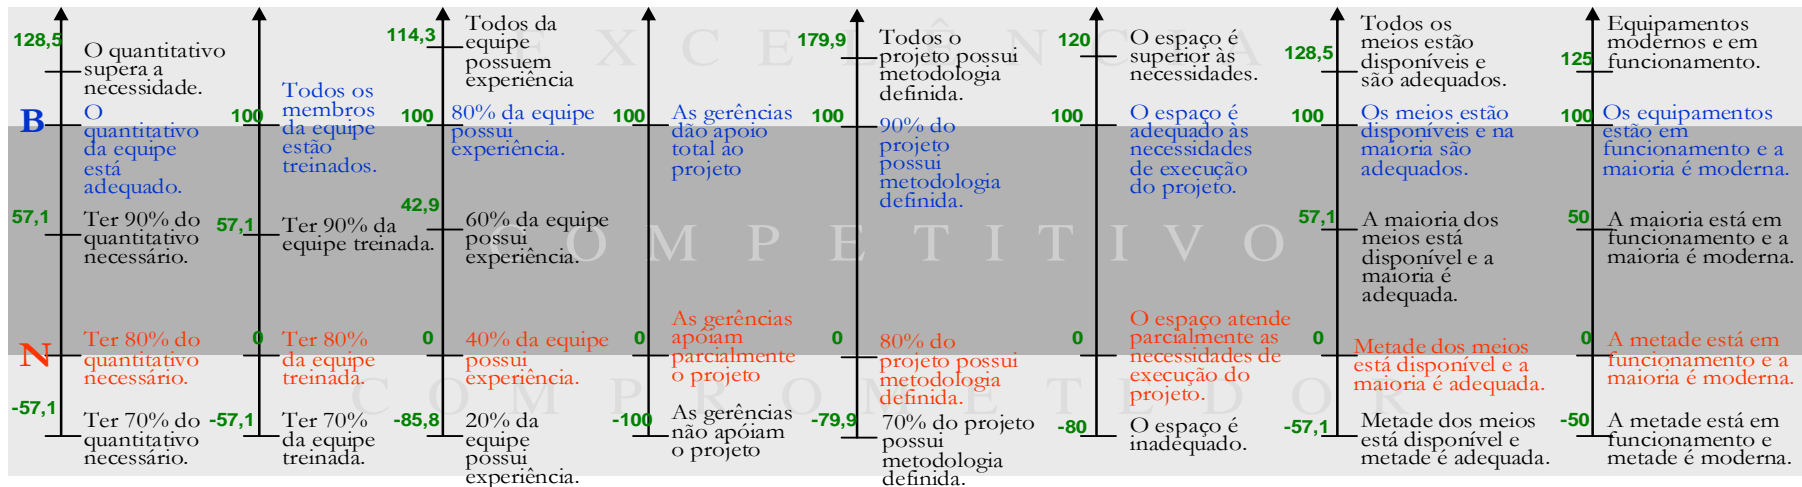 E X C E L Ê N C I A
C O M P E T I T I V O
C O M P R O M E T E D O R
B
N
128,5
O quantitativo
supera a
necessidade.
O
quantitativo
da equipe
está
adequado.
57,1
Ter 90% do
quantitativo
necessário.
Ter 80% do
quantitativo
necessário.
-57,1
Ter 70% do
quantitativo
necessário.
100
Todos os
membros
da equipe
estão
treinados.
57,1
Ter 90% da
equipe treinada.
0
Ter 80%
da equipe
treinada.
-57,1
Ter 70%
da equipe
treinada.
114,3
Todos da
equipe
possuem
experiência
100
80% da equipe
possui
experiência.
42,9
60% da equipe
possui
experiência.
0
40% da equipe
possui
experiência.
-85,8
20% da
equipe
possui
experiência.
100
As gerências
dão apoio
total ao
projeto
0
As gerências
apóiam
parcialmente
o projeto
-100
As gerências
não apóiam
o projeto
179,9
Todos o
projeto possui
metodologia
definida.
100
90% do
projeto
possui
metodologia
definida.
0
80% do
projeto possui
metodologia
definida.
-79,9
70% do projeto
possui
metodologia
definida.
120
O espaço é
superior às
necessidades.
100
O espaço é
adequado às
necessidades
de execução
do projeto.
0
O espaço atende
parcialmente as
necessidades de
execução do
projeto.
-80
O espaço é
inadequado.
128,5
Todos os
meios estão
disponíveis e
são adequados.
100
Os meios estão
disponíveis e na
maioria são
adequados.
57,1
A maioria dos
meios está
disponível e a
maioria é
adequada.
0
Metade dos meios
está disponível e a
maioria é adequada.
-57,1
Metade dos meios
está disponível e
metade é adequada.
125
Equipamentos
modernos e em
funcionamento.
100
Os equipamentos
estão em
funcionamento e a
maioria é moderna.
50
A maioria está em
funcionamento e a
maioria é moderna.
0
A metade está em
funcionamento e a
maioria é moderna.
-50
A metade está em
funcionamento e
metade é moderna.